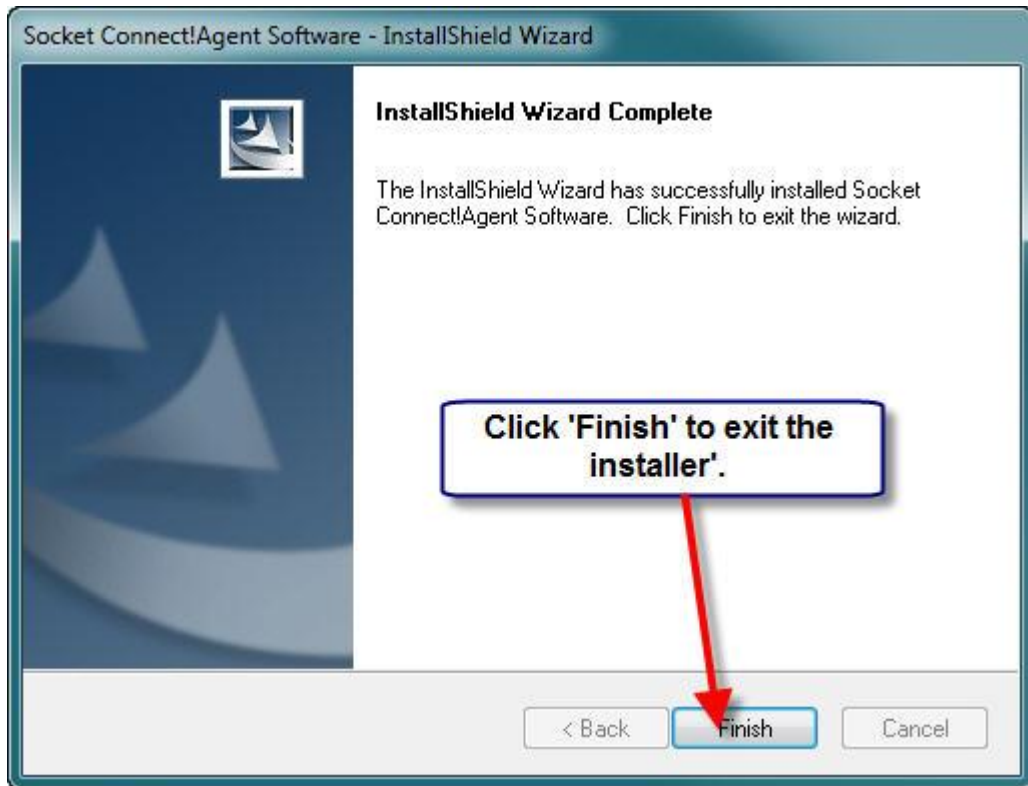 Socket Connect!Agent Software - InstallShield Wizard
InstallShield Wizard Complete
The InstallShield Wizard has successfully installed Socket
Connect!Agent Software. Click Finish to exit the wizard.
Click 'Finish' to exit the
installer'.
< Back Finish Cancel